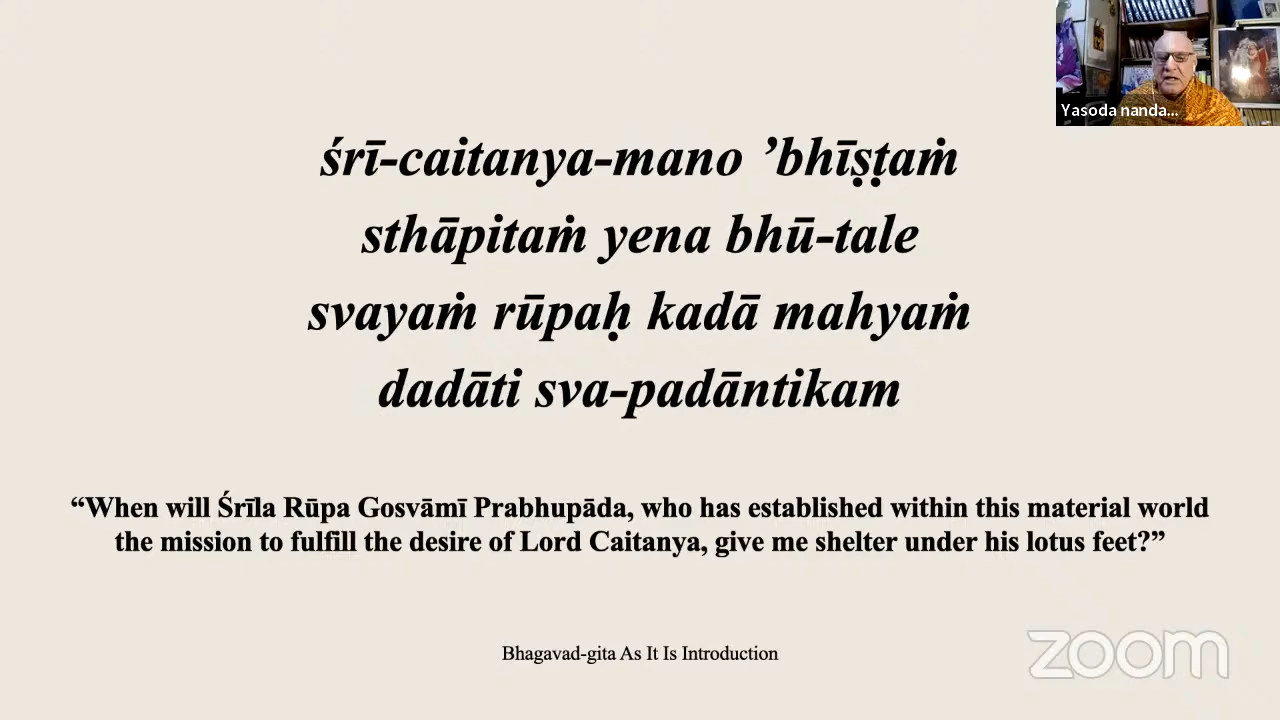 Yasoda nanda...
śrī-caitanya-mano ’bhīṣṭaṁ
sthāpitaṁ yena bhū-tale
svayaṁ rūpaḥ kadā mahyaṁ
dadāti sva-padāntikam
“When will Śrīla Rūpa Gosvāmī Prabhupāda, who has established within this material world
the mission to fulfill the desire of Lord Caitanya, give me shelter under his lotus feet?”
Bhagavad-gita As It Is Introduction
zoom